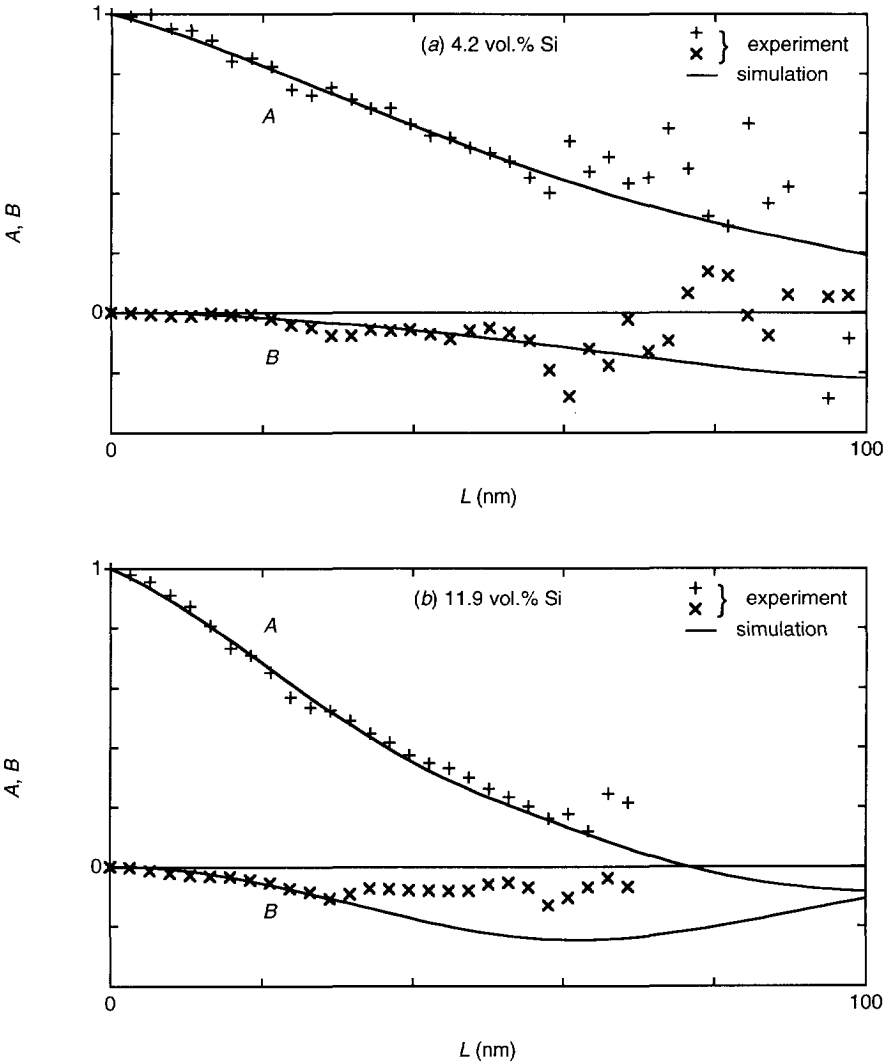 1
(a) 4.2 vol.% Si
+
×
} experiment
simulation
A
A, B
0
B
0
100
L (nm)
1
(b) 11.9 vol.% Si
+
×
} experiment
simulation
A
A, B
0
B
0
100
L (nm)